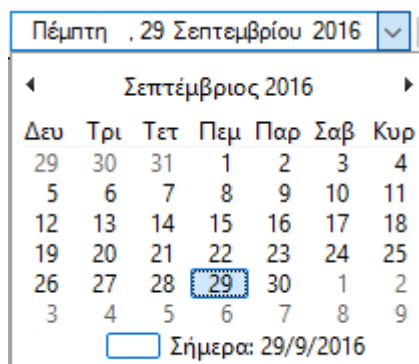 Πέμπτη , 29 Σεπτεμβρίου 2016
Σεπτέμβριος 2016
Δευ Τρι Τετ Πεμ Παρ Σαβ Κυρ
29 30 31 1 2 3 4
5 6 7 8 9 10 11
12 13 14 15 16 17 18
19 20 21 22 23 24 25
26 27 28 29 30 1 2
3 4 5 6 7 8 9
Σήμερα: 29/9/2016